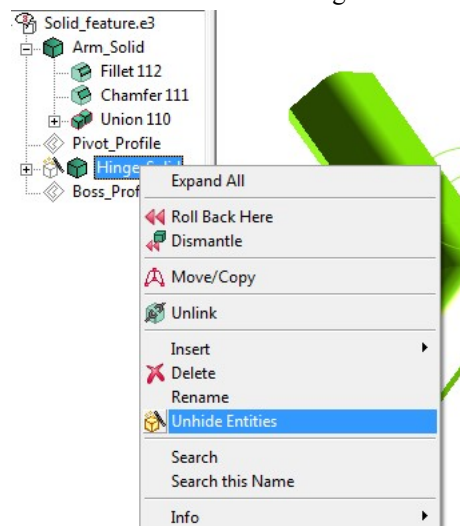 Solid_feature.e3
Arm_Solid
Fillet 112
Chamfer 111
Union 110
Pivot_Profile
Boss_Prof
Expand All
Roll Back Here
Dismantle
Move/Copy
Unlink
Insert
Delete
Rename
Unhide Entities
Search
Search this Name
Info